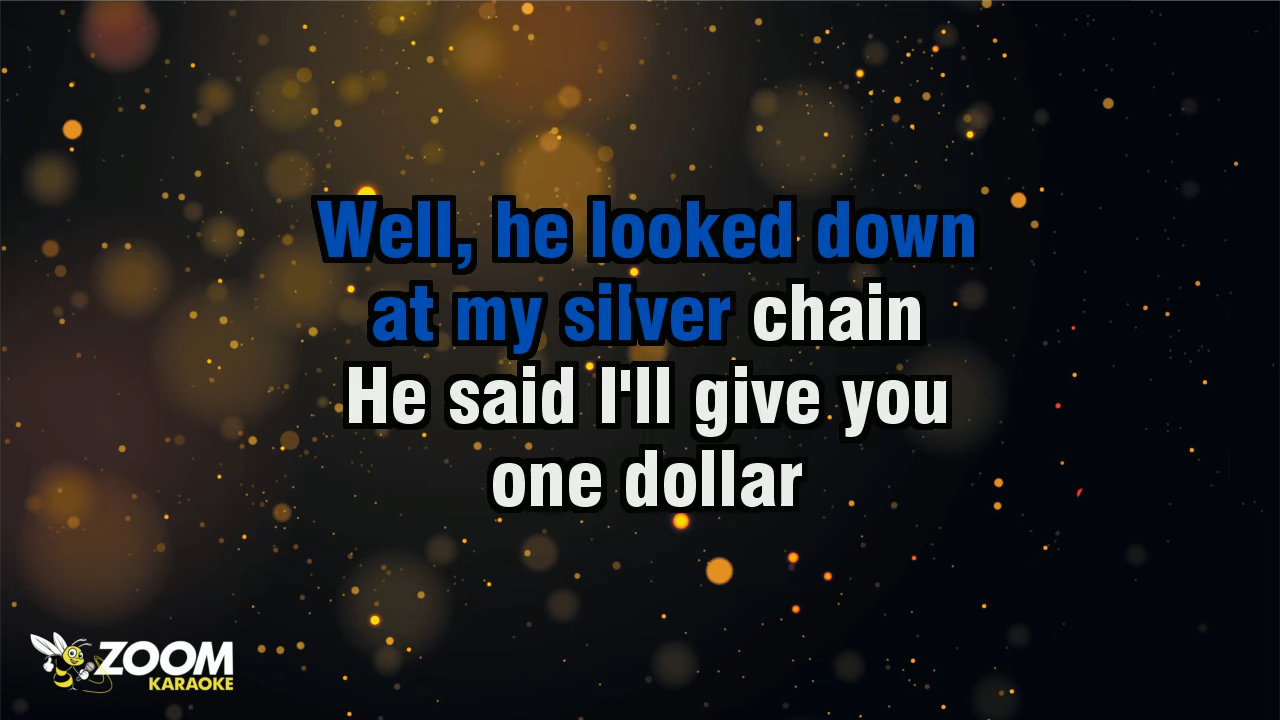 Well, he looked down
at my silver chain
He said I'll give you
one dollar
ZOOM
KARAOKE